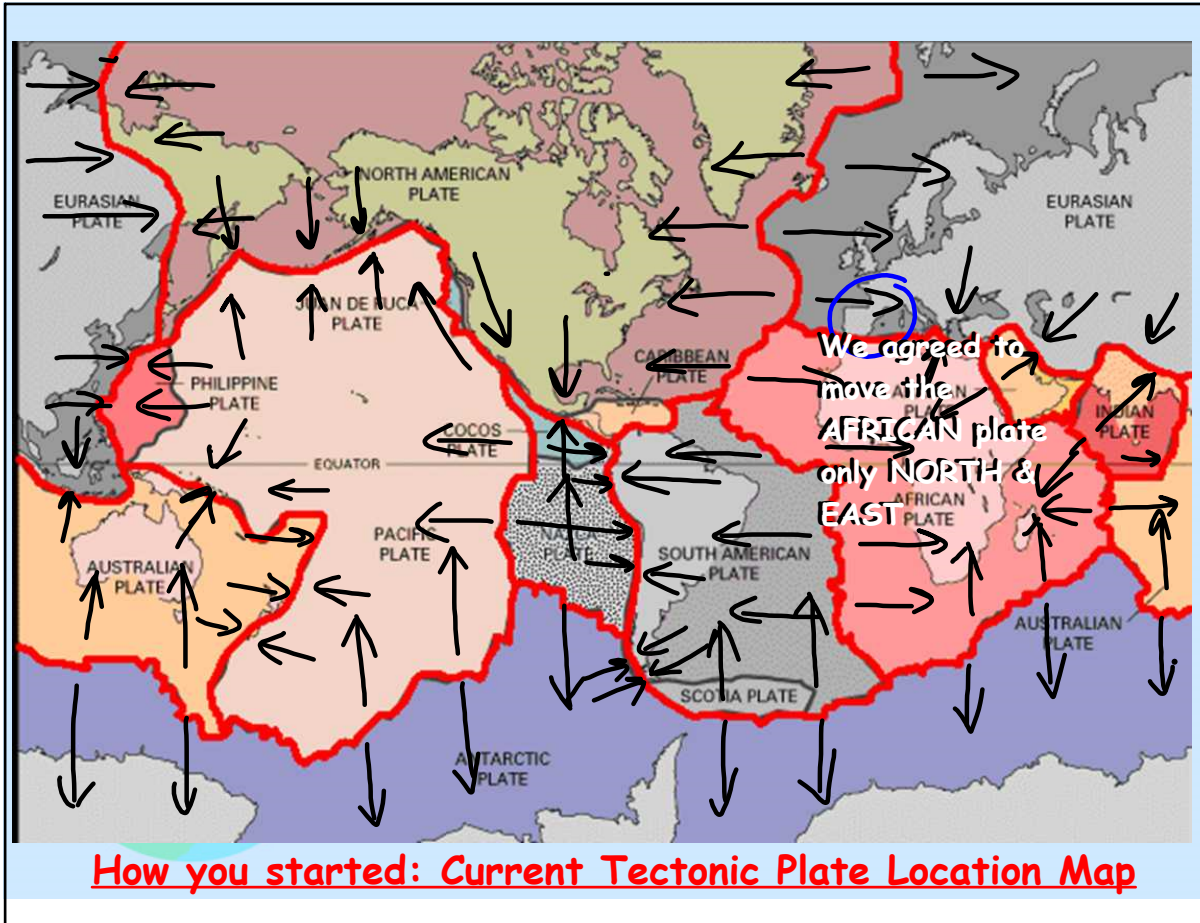 NORTH AMERICAN
PLATE
EURASIAN
PLATE
EURASIAN
PLATE
JUAN DE FUCA
PLATE
CARIBBEAN
PLATE
PHILIPPINE
PLATE
We agreed to
move the
AFRICAN plate
only NORTH &
EAST
INDIAN
PLATE
COCOS
PLATE
EQUATOR
AFRICAN
PLATE
PACIFIC
PLATE
NAZCA
PLATE
SOUTH AMERICAN
PLATE
AUSTRALIAN
PLATE
AUSTRALIAN
PLATE
SCOTIA PLATE
ANTARCTIC
PLATE
How you started: Current Tectonic Plate Location Map